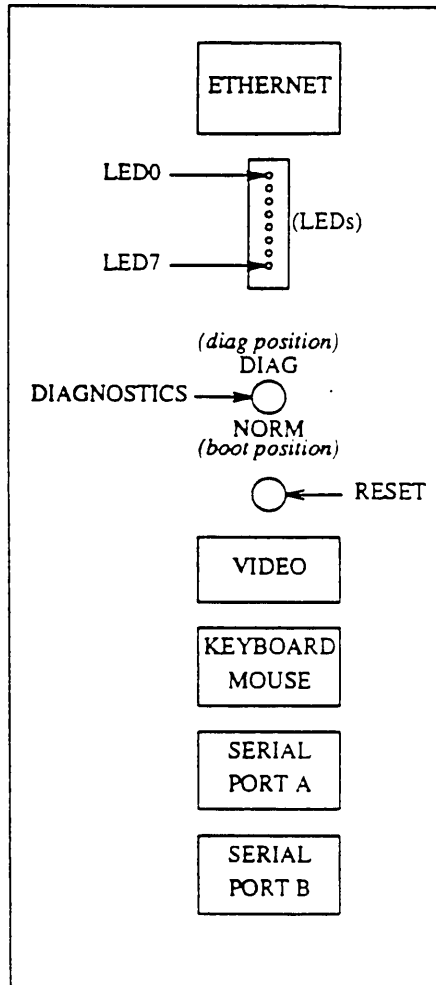 ETHERNET
LED0
(LEDs)
LED7
(diag position)
DIAG
DIAGNOSTICS
NORM
(boot position)
RESET
VIDEO
KEYBOARD
MOUSE
SERIAL
PORT A
SERIAL
PORT B